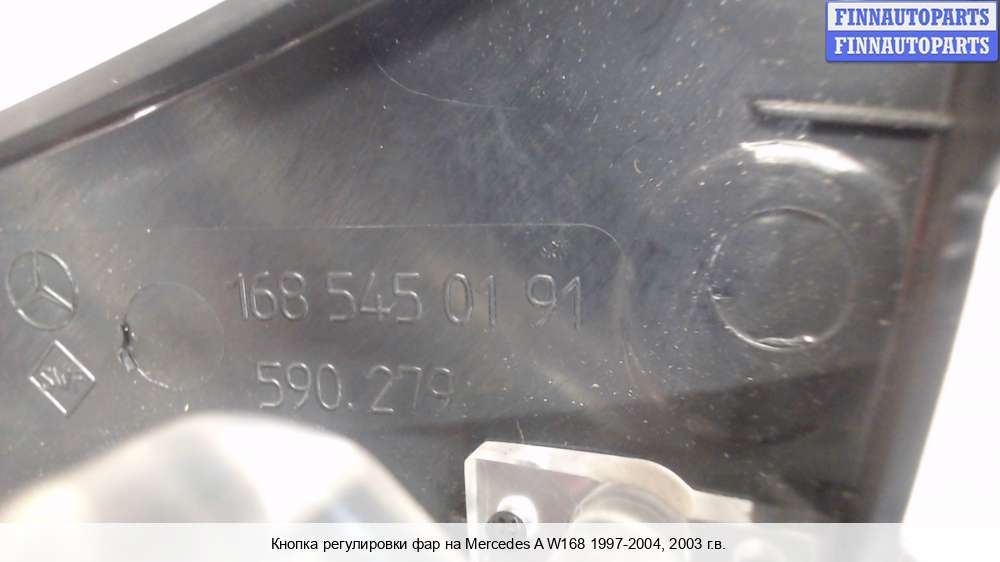 FINNAUTOPARTS
FINNAUTOPARTS
168 545 01 91
590.279
Кнопка регулировки фар на Mercedes A W168 1997-2004, 2003 г.в.